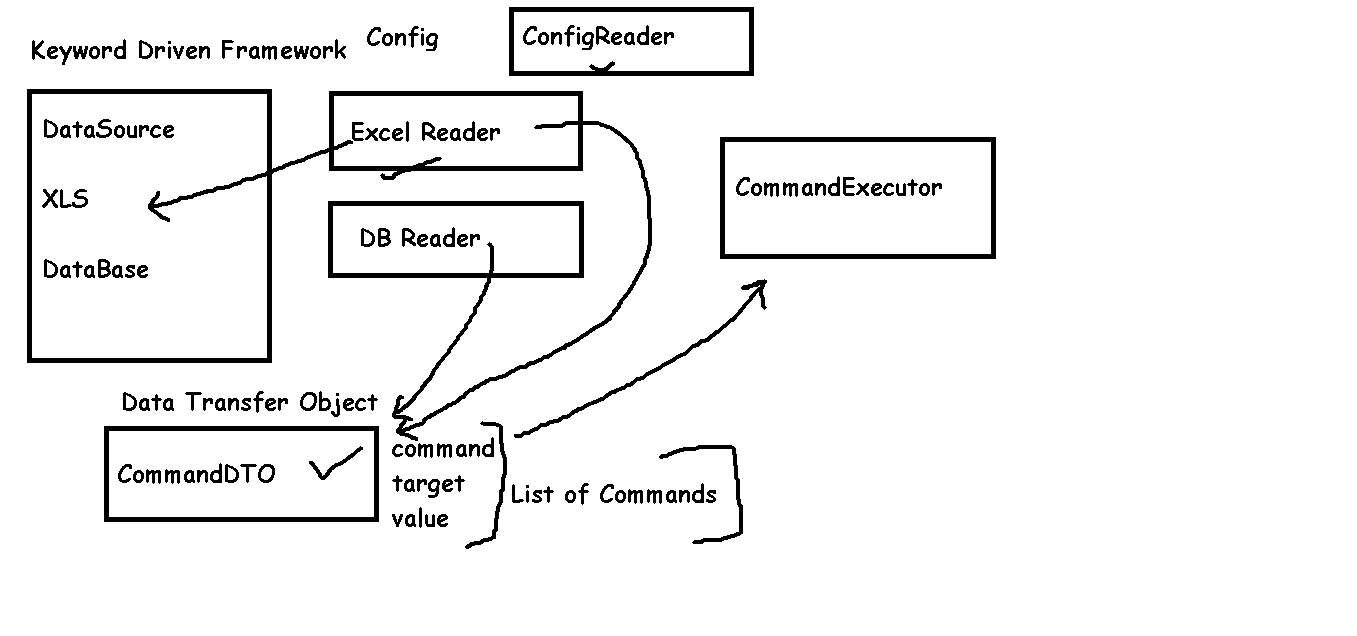 Keyword Driven Framework
Config
ConfigReader
DataSource
XLS
DataBase
Excel Reader
DB Reader
CommandExecutor
Data Transfer Object
CommandDTO
command
target
value
List of Commands